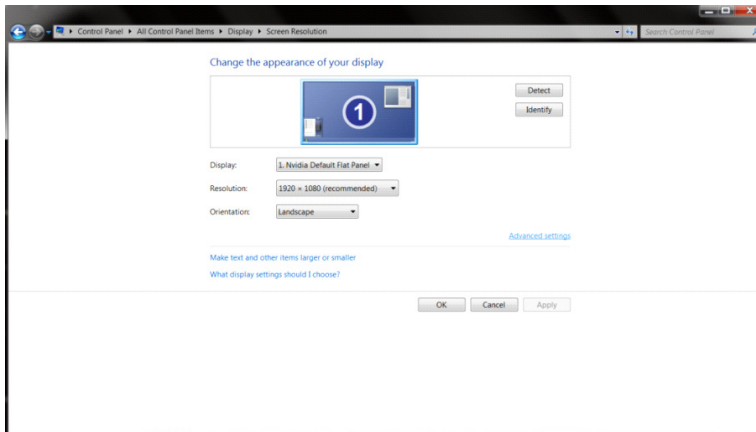 Control Panel ▸ All Control Panel Items ▸ Display ▸ Screen Resolution
Search Control Panel
Change the appearance of your display
1
Detect
Identify
Display: 1. Nvidia Default Flat Panel
Resolution: 1920 × 1080 (recommended)
Orientation: Landscape
Advanced settings
Make text and other items larger or smaller
What display settings should I choose?
OK Cancel Apply